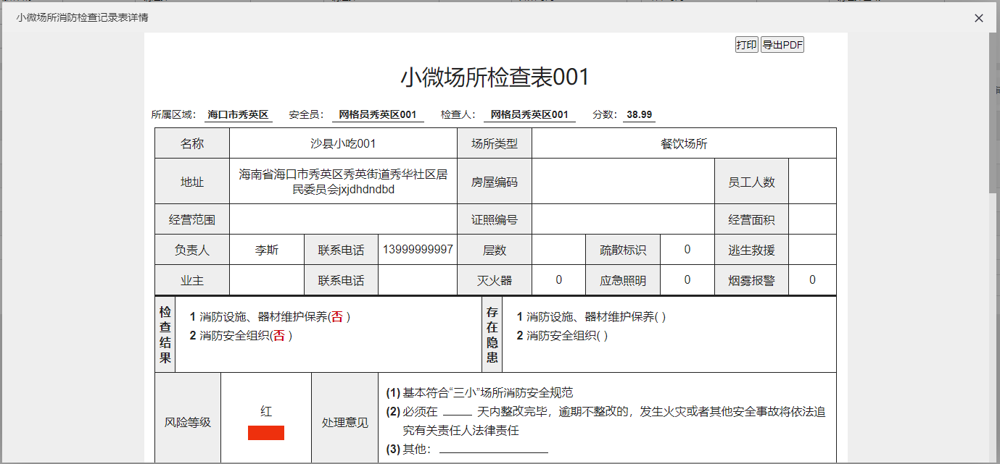 小微场所消防检查记录表详情
打印 导出PDF
小微场所检查表001
所属区域： 海口市秀英区 安全员： 网格员秀英区001 检查人： 网格员秀英区001 分数： 38.99
名称 沙县小吃001 场所类型 餐饮场所
地址 海南省海口市秀英区秀英街道秀华社区居
民委员会jxjdhdndbd 房屋编码 员工人数
经营范围 证照编号 经营面积
负责人 李斯 联系电话 13999999997 层数 疏散标识 0 逃生救援
业主 联系电话 灭火器 0 应急照明 0 烟雾报警 0
检查结果
1 消防设施、器材维护保养(否 )
2 消防安全组织(否 )
存在隐患
1 消防设施、器材维护保养( )
2 消防安全组织( )
风险等级 红 处理意见
(1) 基本符合“三小”场所消防安全规范
(2) 必须在 _____ 天内整改完毕，逾期不整改的，发生火灾或者其他安全事故将依法追
究有关责任人法律责任
(3) 其他：